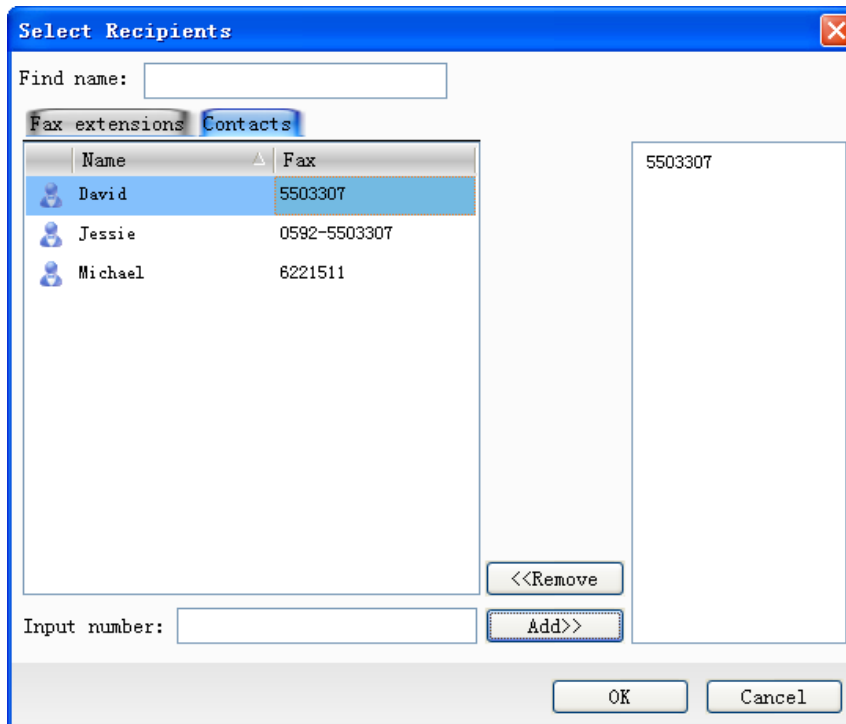 Select Recipients
Find name:
Fax extensions Contacts
Name Fax
David 5503307
Jessie 0592-5503307
Michael 6221511
5503307
<<Remove
Input number:
Add>>
OK Cancel